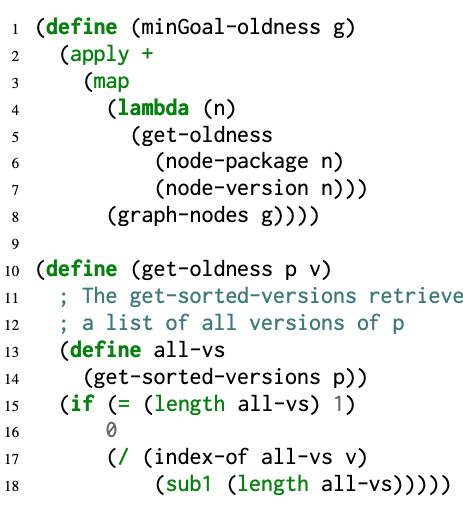 1 (define (minGoal-oldness g)
2   (apply +
3     (map
4       (lambda (n)
5         (get-oldness
6           (node-package n)
7           (node-version n)))
8       (graph-nodes g))))
9
10 (define (get-oldness p v)
11   ; The get-sorted-versions retrieve
12   ; a list of all versions of p
13   (define all-vs
14     (get-sorted-versions p))
15   (if (= (length all-vs) 1)
16       0
17       (/ (index-of all-vs v)
18           (sub1 (length all-vs)))))